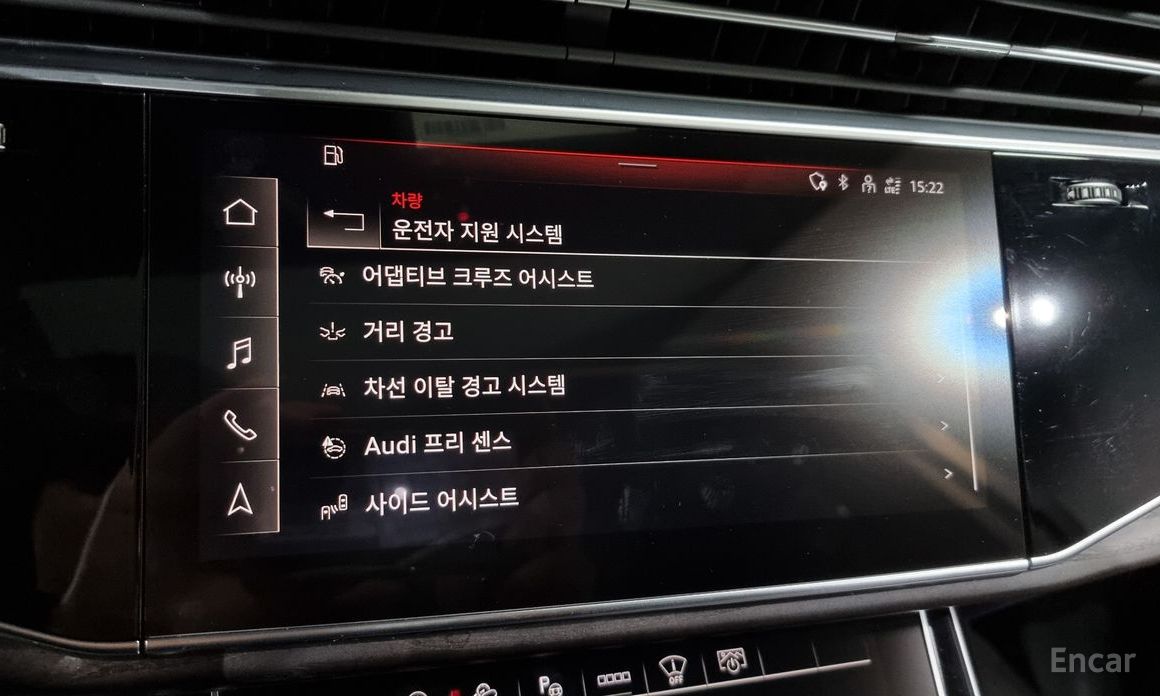 LTE
15:22
차량
운전자 지원 시스템
어댑티브 크루즈 어시스트
거리 경고
차선 이탈 경고 시스템
Audi 프리 센스
사이드 어시스트
P
OFF
Encar